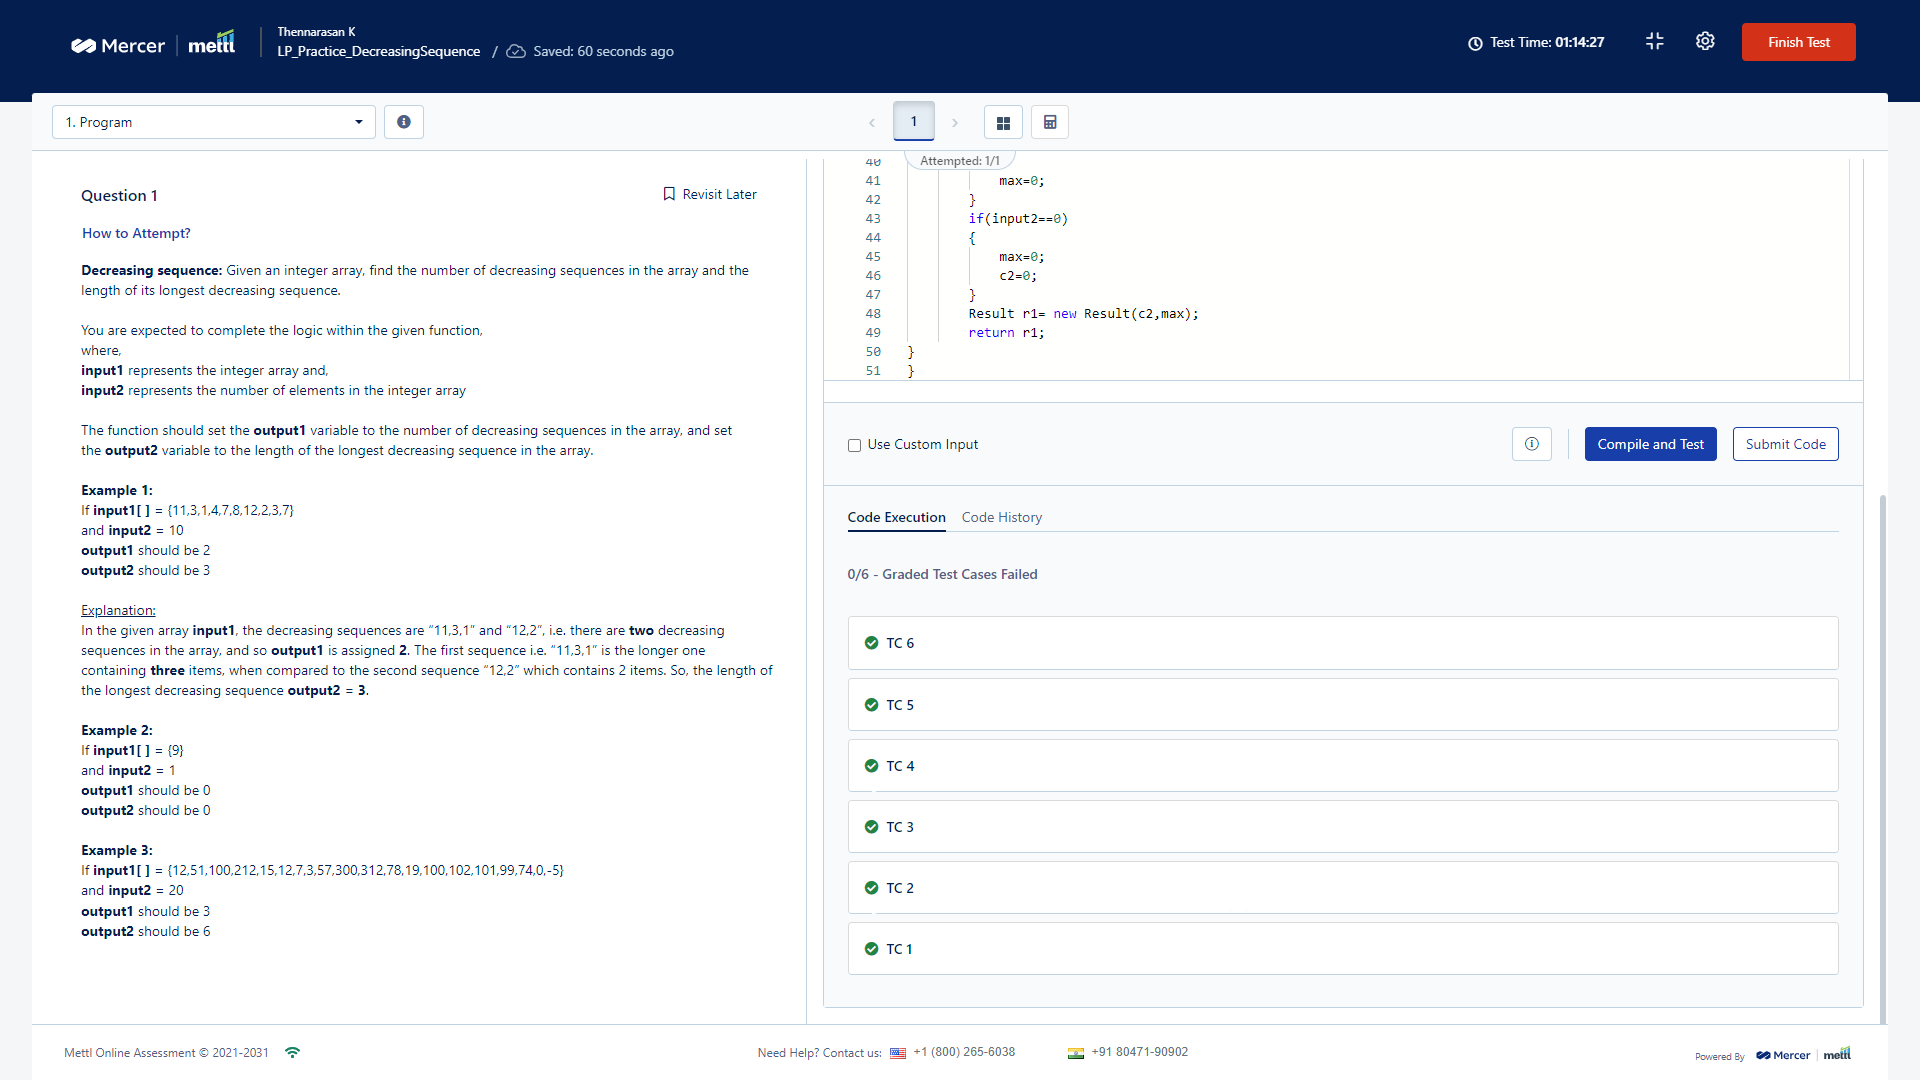 Mercer
mettl
Thennarasan K
LP_Practice_DecreasingSequence / Saved: 60 seconds ago
Test Time: 01:14:27
Finish Test
1. Program
1
Attempted: 1/1
Question 1
Revisit Later
How to Attempt?
Decreasing sequence: Given an integer array, find the number of decreasing sequences in the array and the
length of its longest decreasing sequence.
You are expected to complete the logic within the given function,
where,
input1 represents the integer array and,
input2 represents the number of elements in the integer array
The function should set the output1 variable to the number of decreasing sequences in the array, and set
the output2 variable to the length of the longest decreasing sequence in the array.
Example 1:
If input1[ ] = {11,3,1,4,7,8,12,2,3,7}
and input2 = 10
output1 should be 2
output2 should be 3
Explanation:
In the given array input1, the decreasing sequences are “11,3,1” and “12,2”, i.e. there are two decreasing
sequences in the array, and so output1 is assigned 2. The first sequence i.e. “11,3,1” is the longer one
containing three items, when compared to the second sequence “12,2” which contains 2 items. So, the length of
the longest decreasing sequence output2 = 3.
Example 2:
If input1[ ] = {9}
and input2 = 1
output1 should be 0
output2 should be 0
Example 3:
If input1[ ] = {12,51,100,212,15,12,7,3,57,300,312,78,19,100,102,101,99,74,0,-5}
and input2 = 20
output1 should be 3
output2 should be 6
40
41 max=0;
42 }
43 if(input2==0)
44 {
45 max=0;
46 c2=0;
47 }
48 Result r1= new Result(c2,max);
49 return r1;
50 }
51 }
Use Custom Input
Compile and Test
Submit Code
Code Execution
Code History
0/6 - Graded Test Cases Failed
TC 6
TC 5
TC 4
TC 3
TC 2
TC 1
Mettl Online Assessment © 2021-2031
Need Help? Contact us: +1 (800) 265-6038
+91 80471-90902
Powered By Mercer mettl